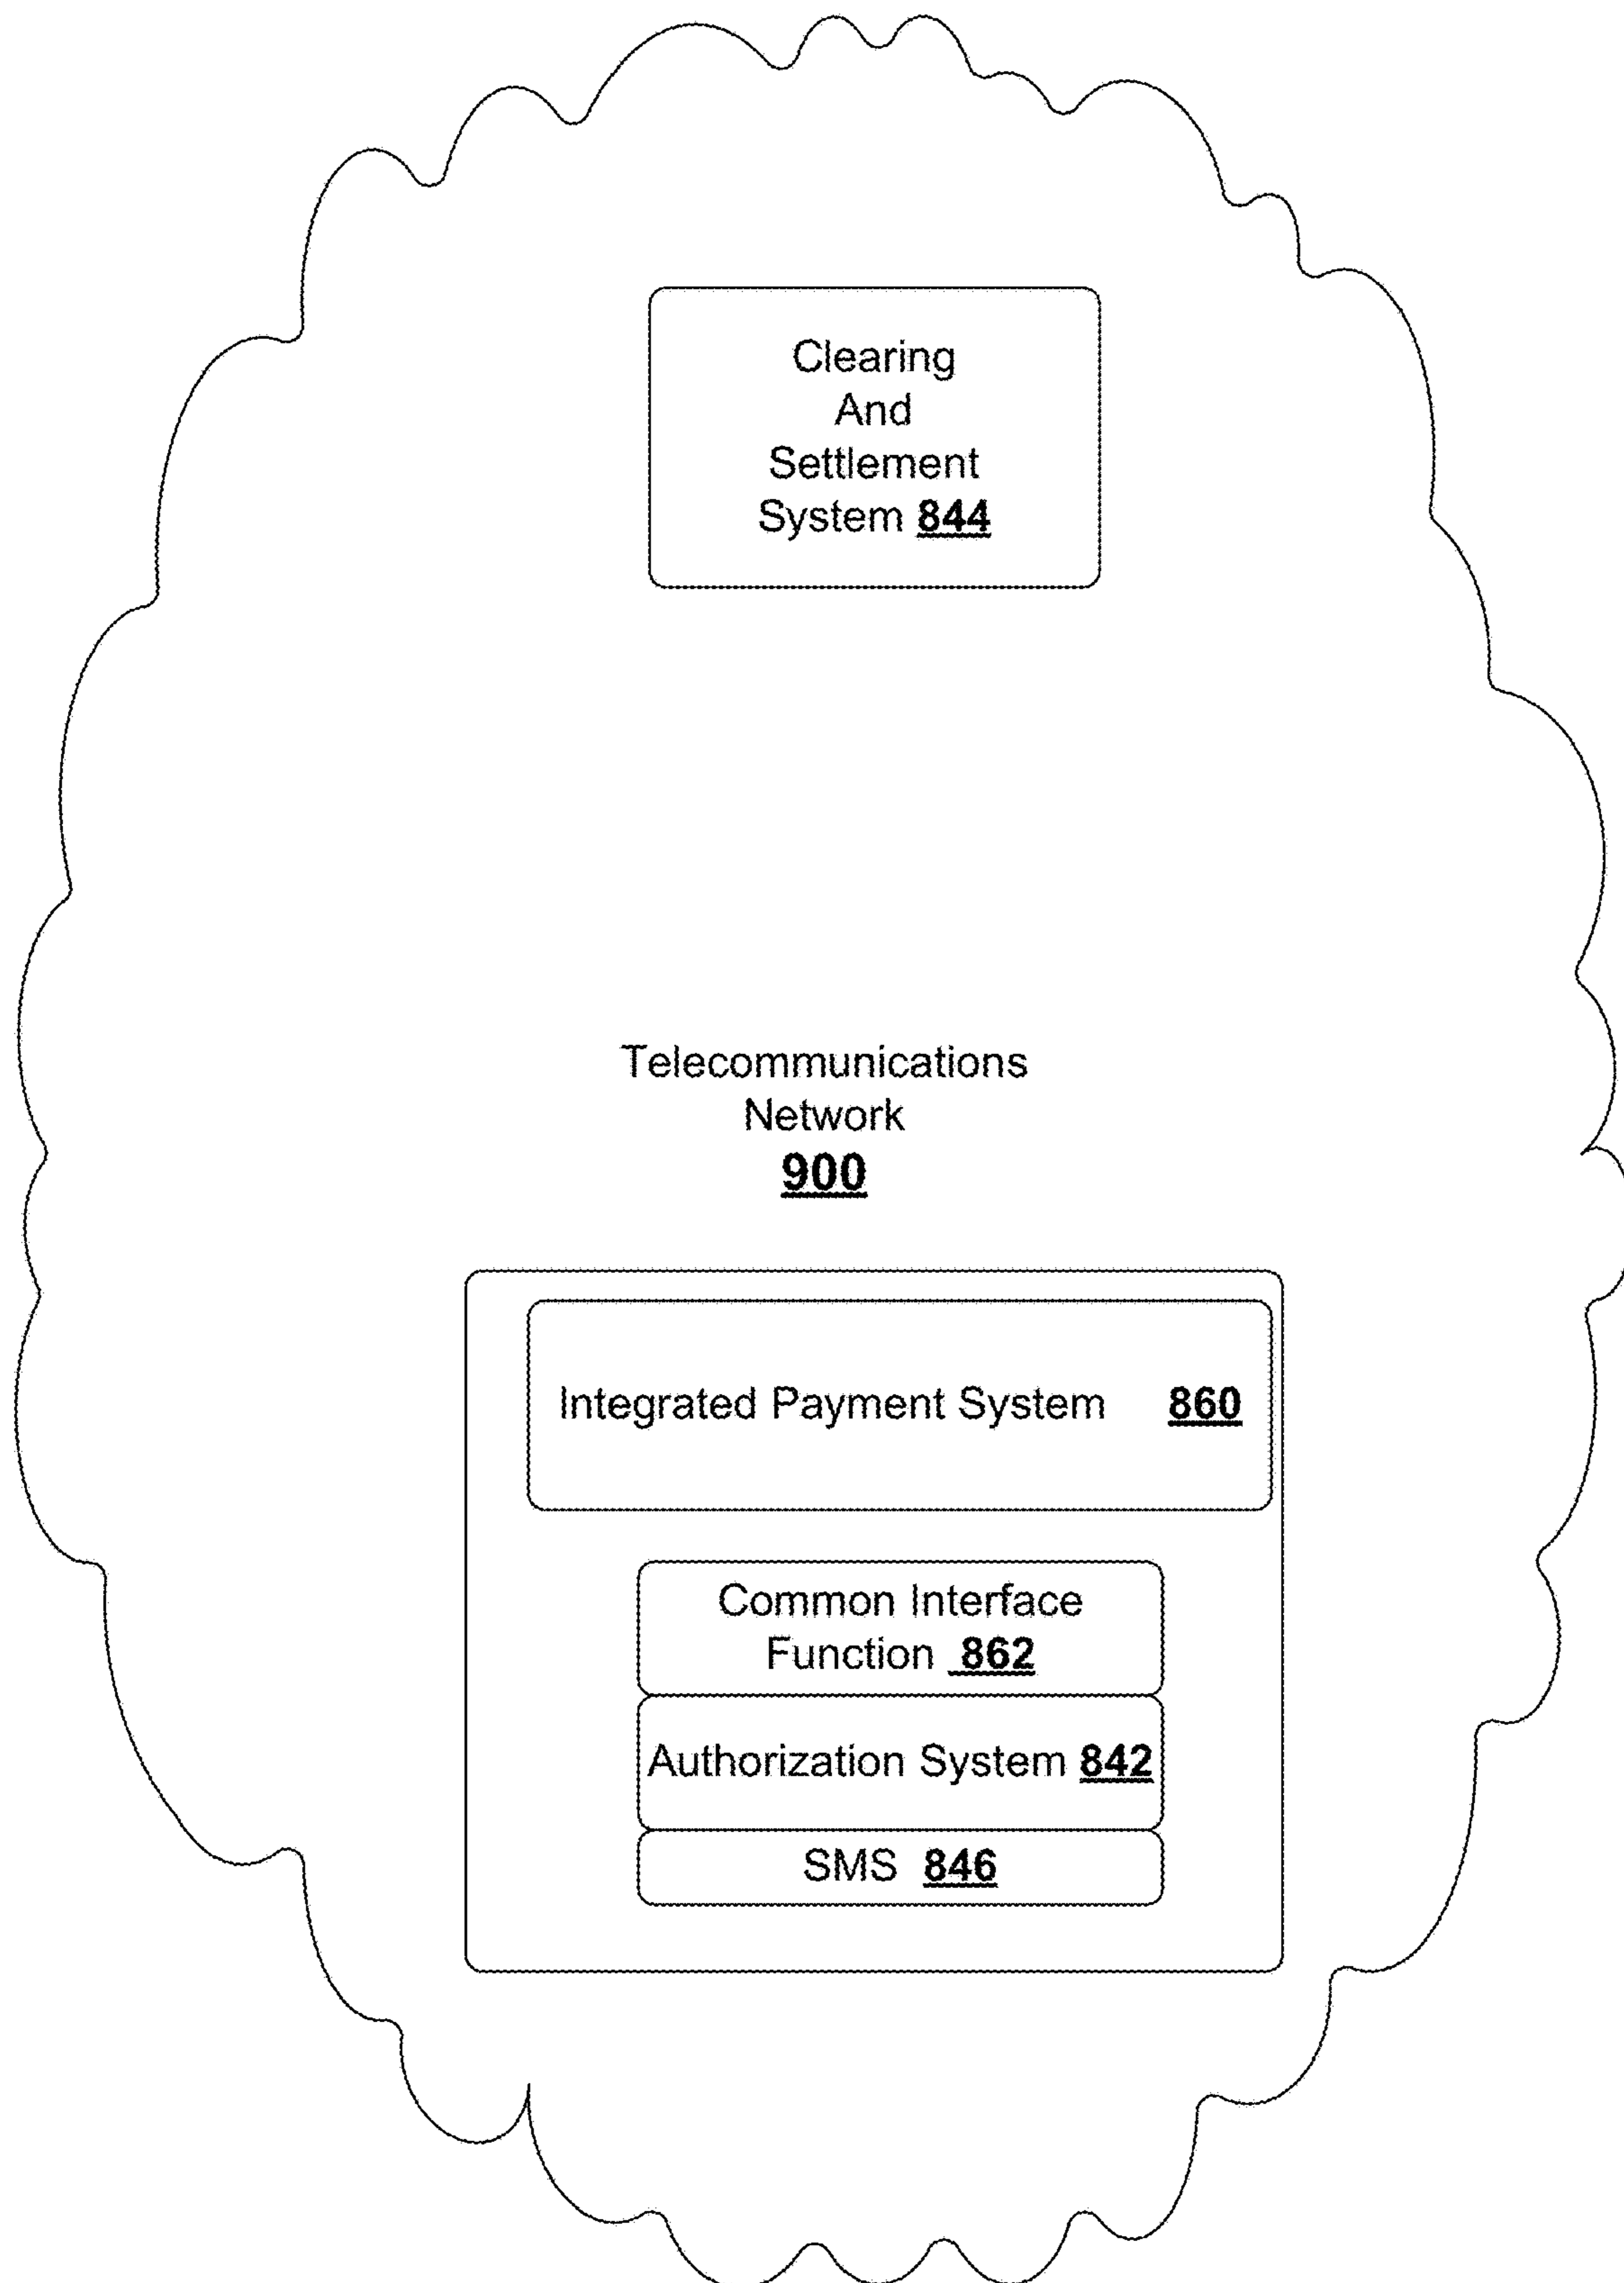 Clearing
And
Settlement
System 844
Telecommunications
Network
900
Integrated Payment System 860
Common Interface
Function 862
Authorization System 842
SMS 846